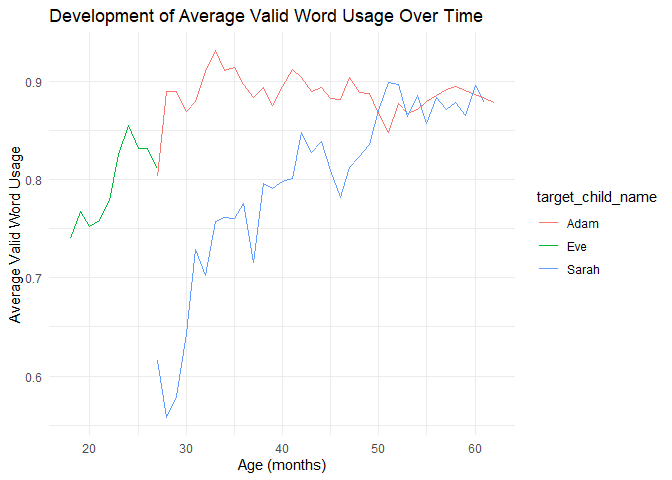 Development of Average Valid Word Usage Over Time
Average Valid Word Usage
0.9
0.8
0.7
0.6
20
30
40
50
60
Age (months)
target_child_name
Adam
Eve
Sarah